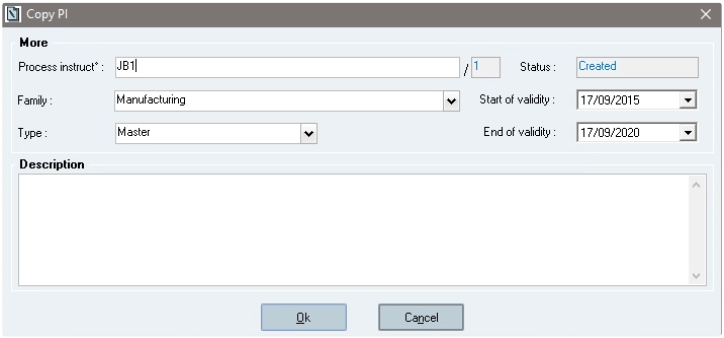 Copy PI
More
Process instruct* : JB1 / 1 Status : Created
Family : Manufacturing Start of validity : 17/09/2015
Type : Master End of validity : 17/09/2020
Description
Ok Cancel